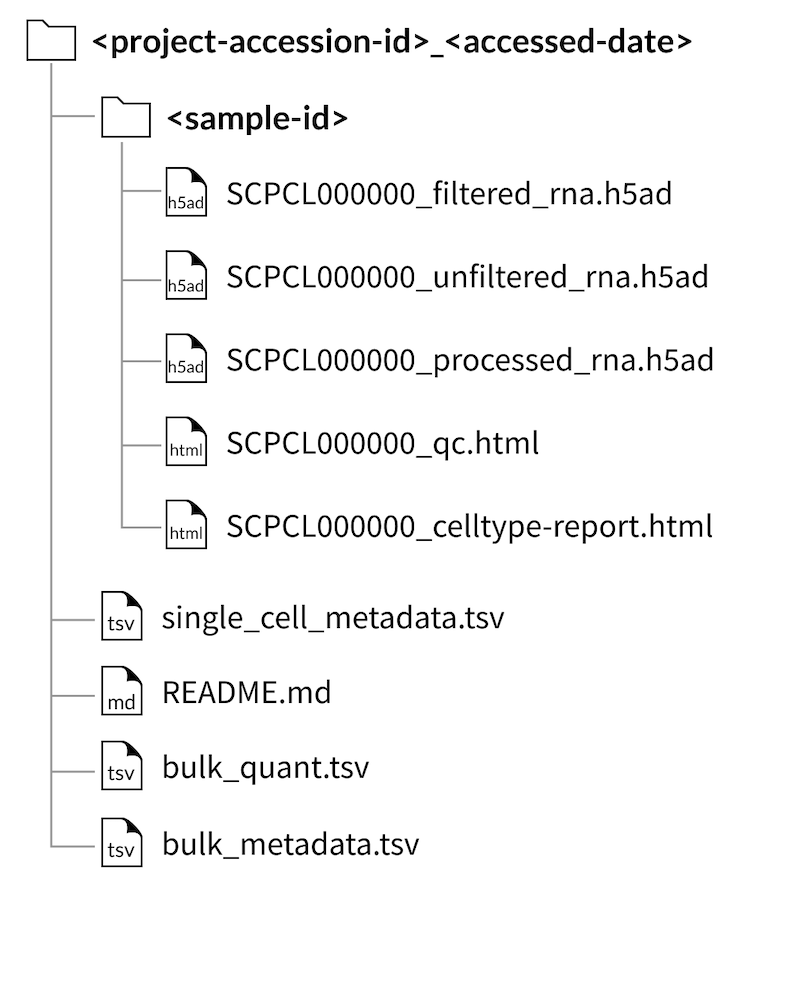 <project-accession-id>_<accessed-date>
<sample-id>
h5ad SCPCL000000_filtered_rna.h5ad
h5ad SCPCL000000_unfiltered_rna.h5ad
h5ad SCPCL000000_processed_rna.h5ad
html SCPCL000000_qc.html
html SCPCL000000_celltype-report.html
tsv single_cell_metadata.tsv
md README.md
tsv bulk_quant.tsv
tsv bulk_metadata.tsv